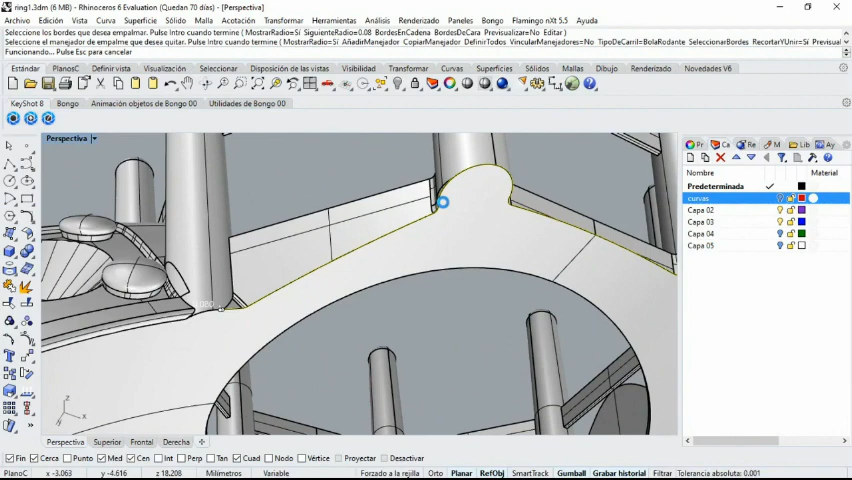 ring1.3dm (6 MB) - Rhinoceros 6 Evaluation (Quedan 70 días) - [Perspectiva]
Archivo Edición Vista Curva Superficie Sólido Malla Acotación Transformar Herramientas Análisis Renderizado Paneles Bongo Flamingo nXt 5.5 Ayuda
Seleccione los bordes que desea empalmar. Pulse Intro cuando termine ( MostrarRadio=Sí SiguienteRadio=0.08 BordesEnCadena BordesDeCara Previsualizar=No Editar )
Seleccione el manejador de empalme que desea editar. Pulse Intro cuando termine ( MostrarRadio=Sí AñadirManejador CopiarManejador DefinirTodos VincularManejadores=No TipoDeCarril=BolaRodante SeleccionarBordes RecortarYUnir=Sí Previsual
Funcionando... Pulse Esc para cancelar
Estándar PlanosC Definir vista Visualización Seleccionar Disposición de las vistas Visibilidad Transformar Curvas Superficies Sólidos Mallas Dibujo Renderizado Novedades V6
KeyShot 8 Bongo Animación objetos de Bongo 00 Utilidades de Bongo 00
Perspectiva
Pr Ca Re M Lib Ay
Nombre Material
Predeterminada
curvas
Capa 02
Capa 03
Capa 04
Capa 05
z
x
y
Perspectiva Superior Frontal Derecha
Fin Cerca Punto Med Cen Int Perp Tan Cuad Nodo Vértice Proyectar Desactivar
PlanoC x -3.063 y -4.616 z 18.208 Milímetros Variable Forzado a la rejilla Orto Planar RefObj SmartTrack Gumball Grabar historial Filtrar Tolerancia absoluta: 0.001